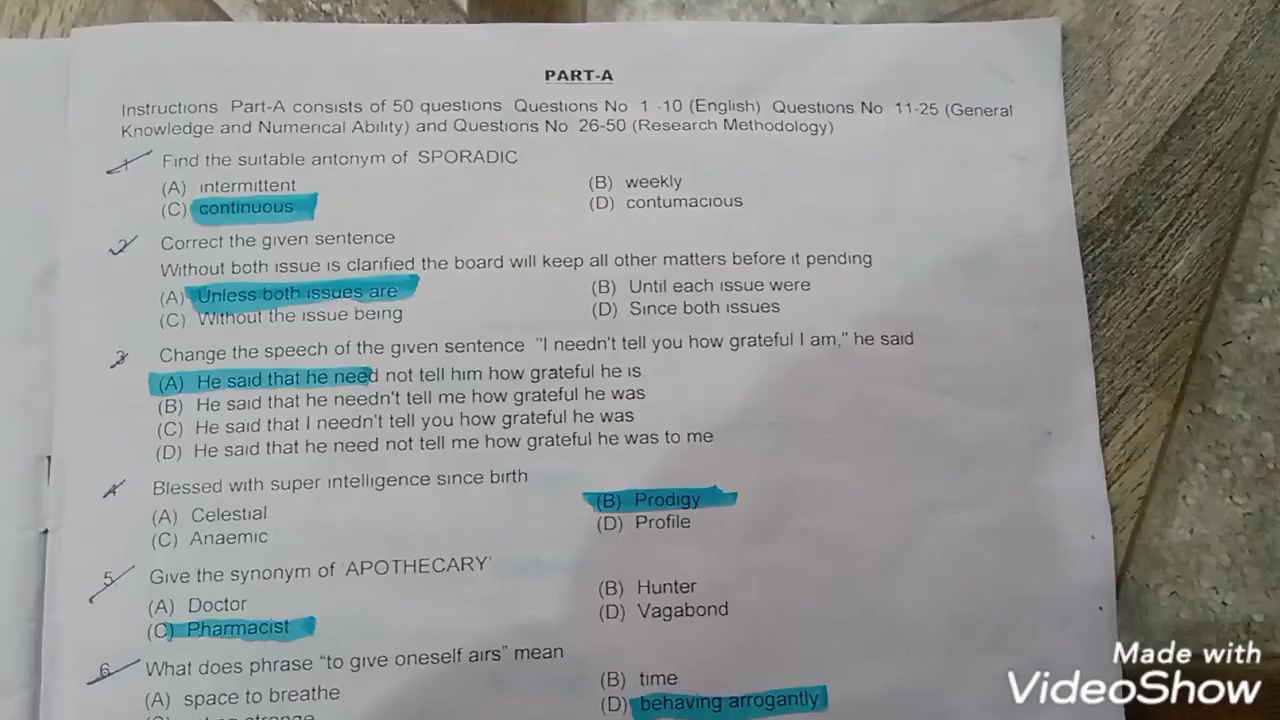 PART-A
Instructions Part-A consists of 50 questions Questions No 1 -10 (English) Questions No 11-25 (General
Knowledge and Numerical Ability) and Questions No 26-50 (Research Methodology)
1 Find the suitable antonym of SPORADIC
(A) intermittent (B) weekly
(C) continuous (D) contumacious
2 Correct the given sentence
Without both issue is clarified the board will keep all other matters before it pending
(A) Unless both issues are (B) Until each issue were
(C) Without the issue being (D) Since both issues
3 Change the speech of the given sentence "I needn't tell you how grateful I am," he said
(A) He said that he need not tell him how grateful he is
(B) He said that he needn't tell me how grateful he was
(C) He said that I needn't tell you how grateful he was
(D) He said that he need not tell me how grateful he was to me
4 Blessed with super intelligence since birth
(A) Celestial (B) Prodigy
(C) Anaemic (D) Profile
5 Give the synonym of 'APOTHECARY'
(A) Doctor (B) Hunter
(C) Pharmacist (D) Vagabond
6 What does phrase "to give oneself airs" mean
(A) space to breathe (B) time
(D) behaving arrogantly
Made with
VideoShow